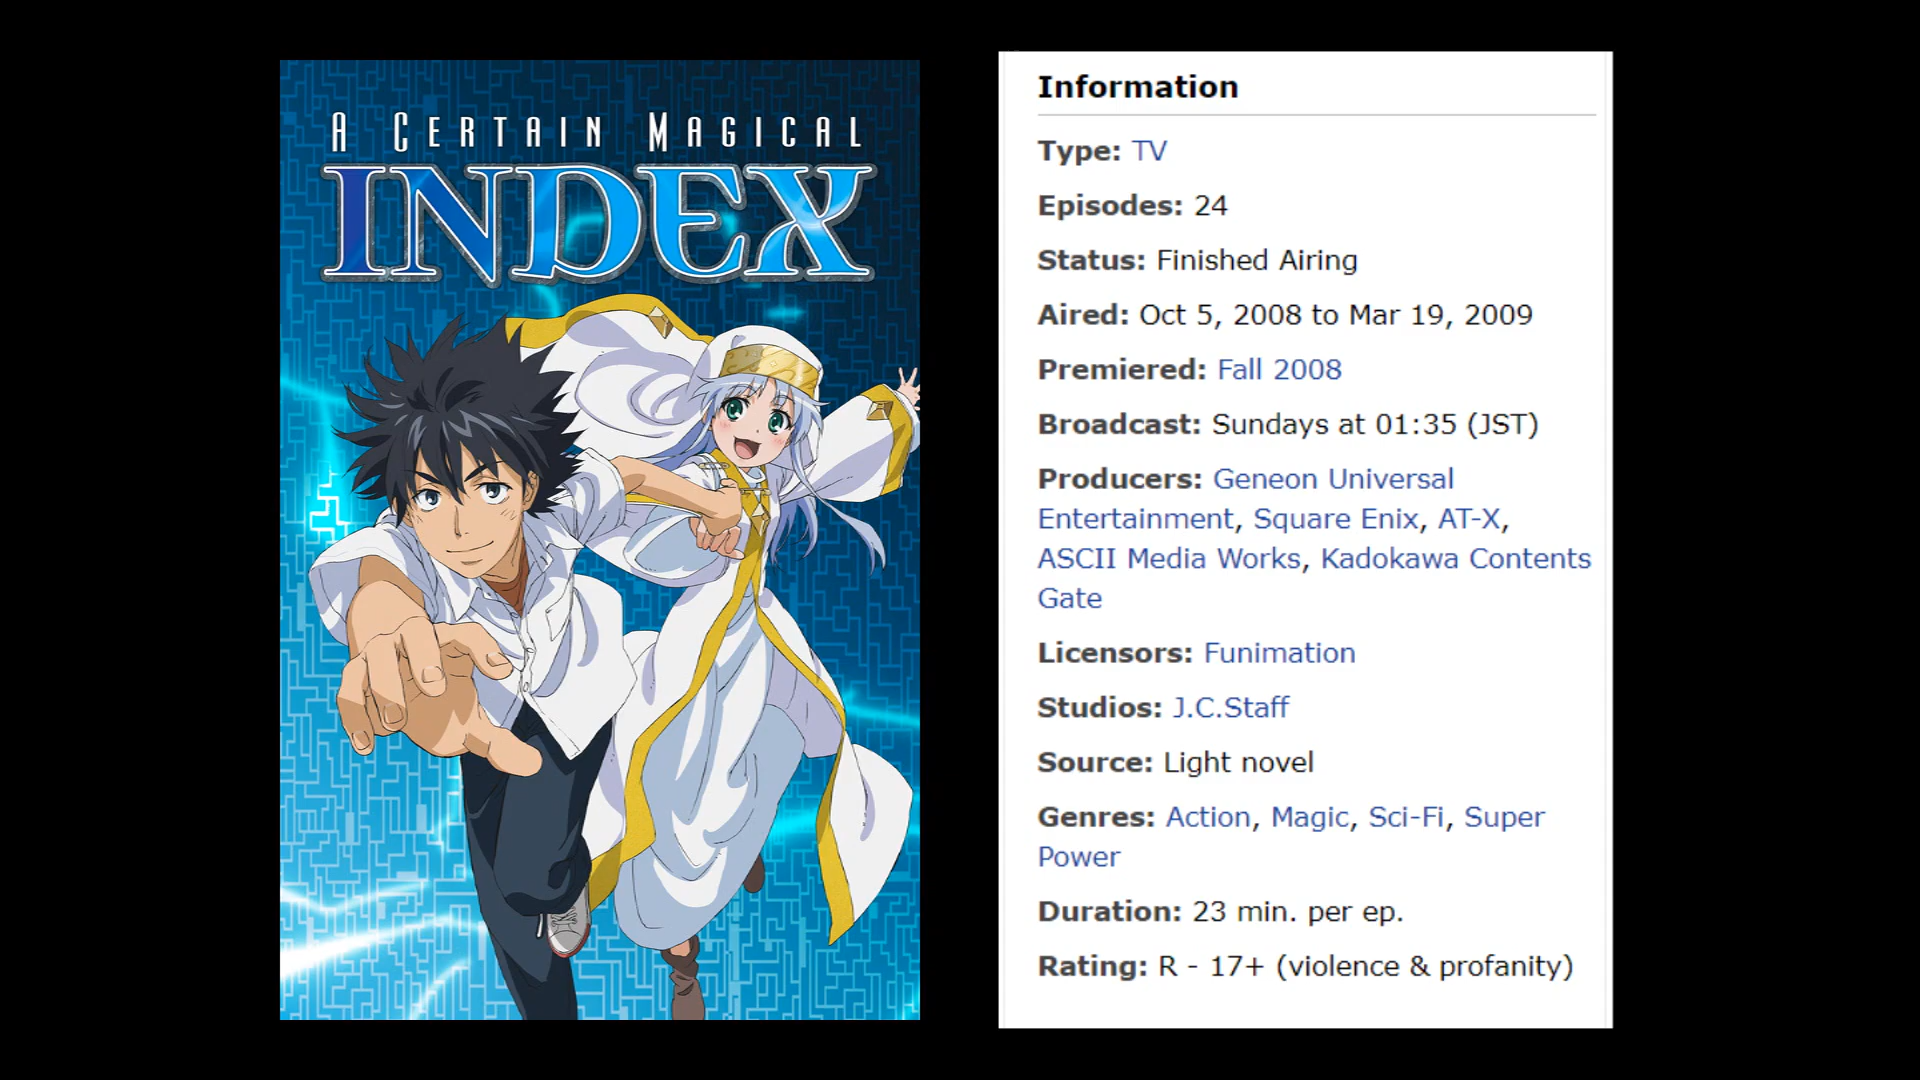 A CERTAIN MAGICAL
INDEX
Information
Type: TV
Episodes: 24
Status: Finished Airing
Aired: Oct 5, 2008 to Mar 19, 2009
Premiered: Fall 2008
Broadcast: Sundays at 01:35 (JST)
Producers: Geneon Universal
Entertainment, Square Enix, AT-X,
ASCII Media Works, Kadokawa Contents
Gate
Licensors: Funimation
Studios: J.C.Staff
Source: Light novel
Genres: Action, Magic, Sci-Fi, Super
Power
Duration: 23 min. per ep.
Rating: R - 17+ (violence & profanity)